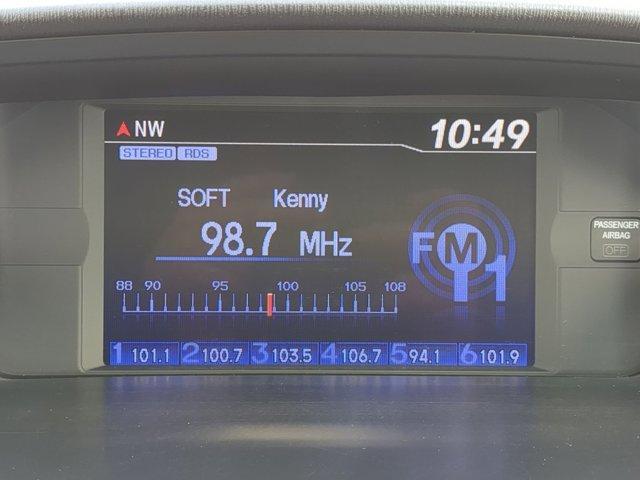 NW 10:49
STEREO RDS
SOFT Kenny
98.7 MHz
FM 1
PASSENGER
AIRBAG
OFF
88 90 95 100 105 108
1 101.1 2 100.7 3 103.5 4 106.7 5 94.1 6 101.9